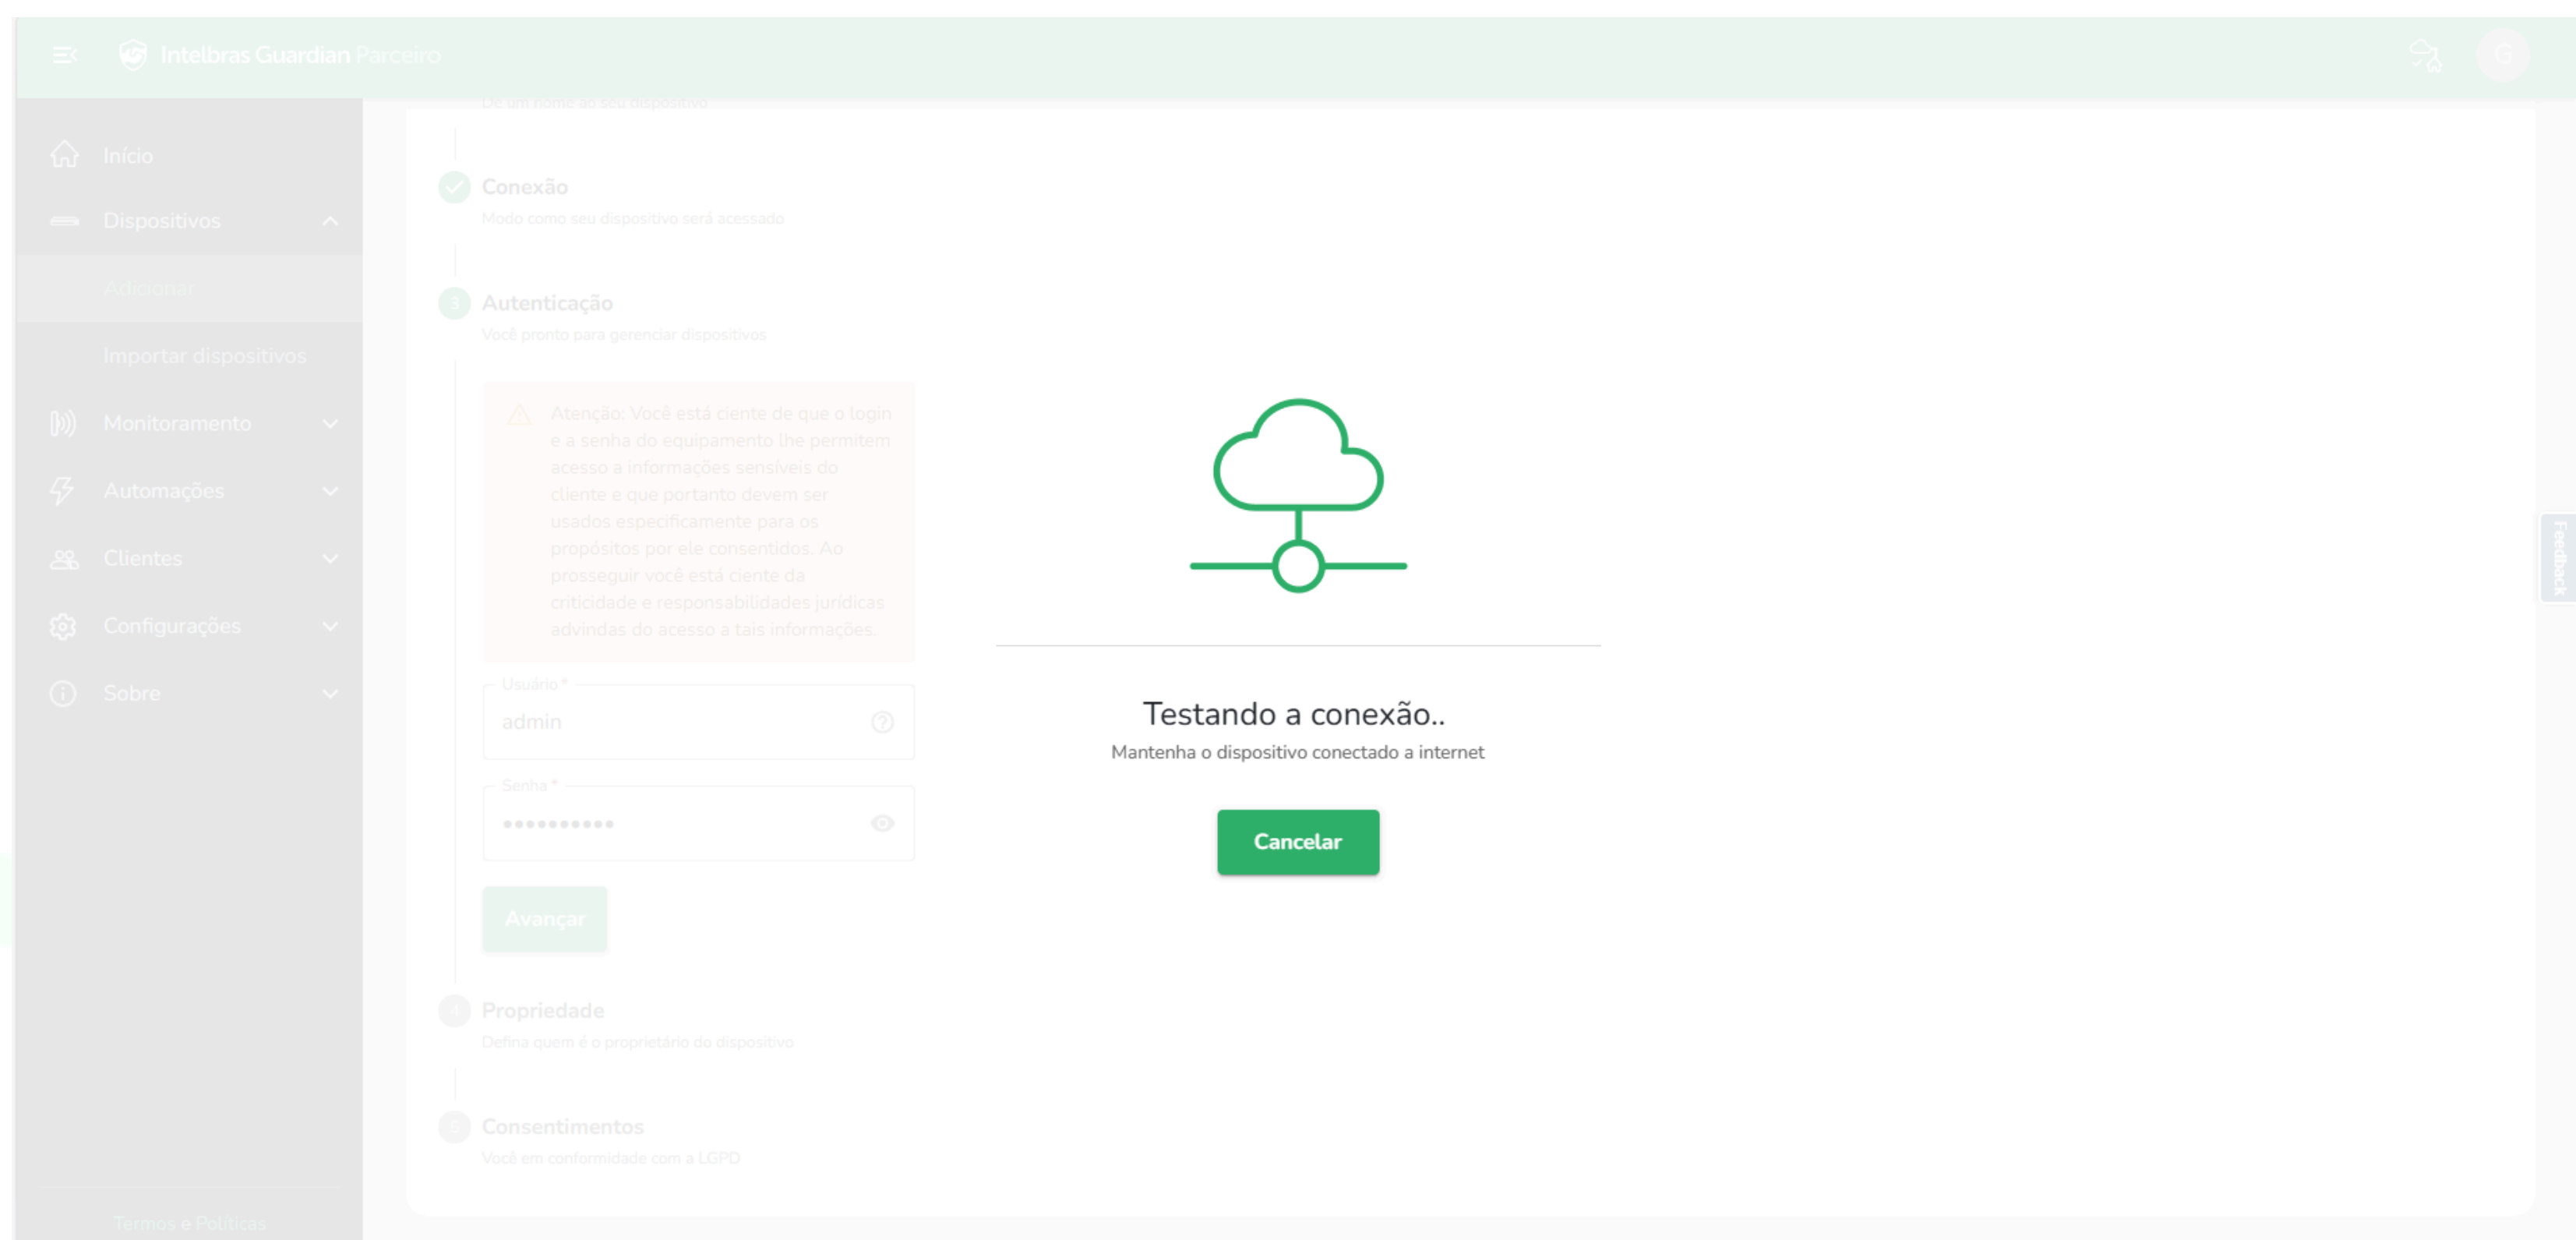 Intelbras Guardian Parceiro
G
Início
Dispositivos
Adicionar
Importar dispositivos
Monitoramento
Automações
Clientes
Configurações
Sobre
Termos e Políticas
Dê um nome ao seu dispositivo
Conexão
Modo como seu dispositivo será acessado
3
Autenticação
Você pronto para gerenciar dispositivos
Atenção: Você está ciente de que o login
e a senha do equipamento lhe permitem
acesso a informações sensíveis do
cliente e que portanto devem ser
usados especificamente para os
propósitos por ele consentidos. Ao
prosseguir você está ciente da
criticidade e responsabilidades jurídicas
advindas do acesso a tais informações.
Usuário *
admin
Senha *
••••••••••
Avançar
4
Propriedade
Defina quem é o proprietário do dispositivo
5
Consentimentos
Você em conformidade com a LGPD
Testando a conexão..
Mantenha o dispositivo conectado a internet
Cancelar
Feedback